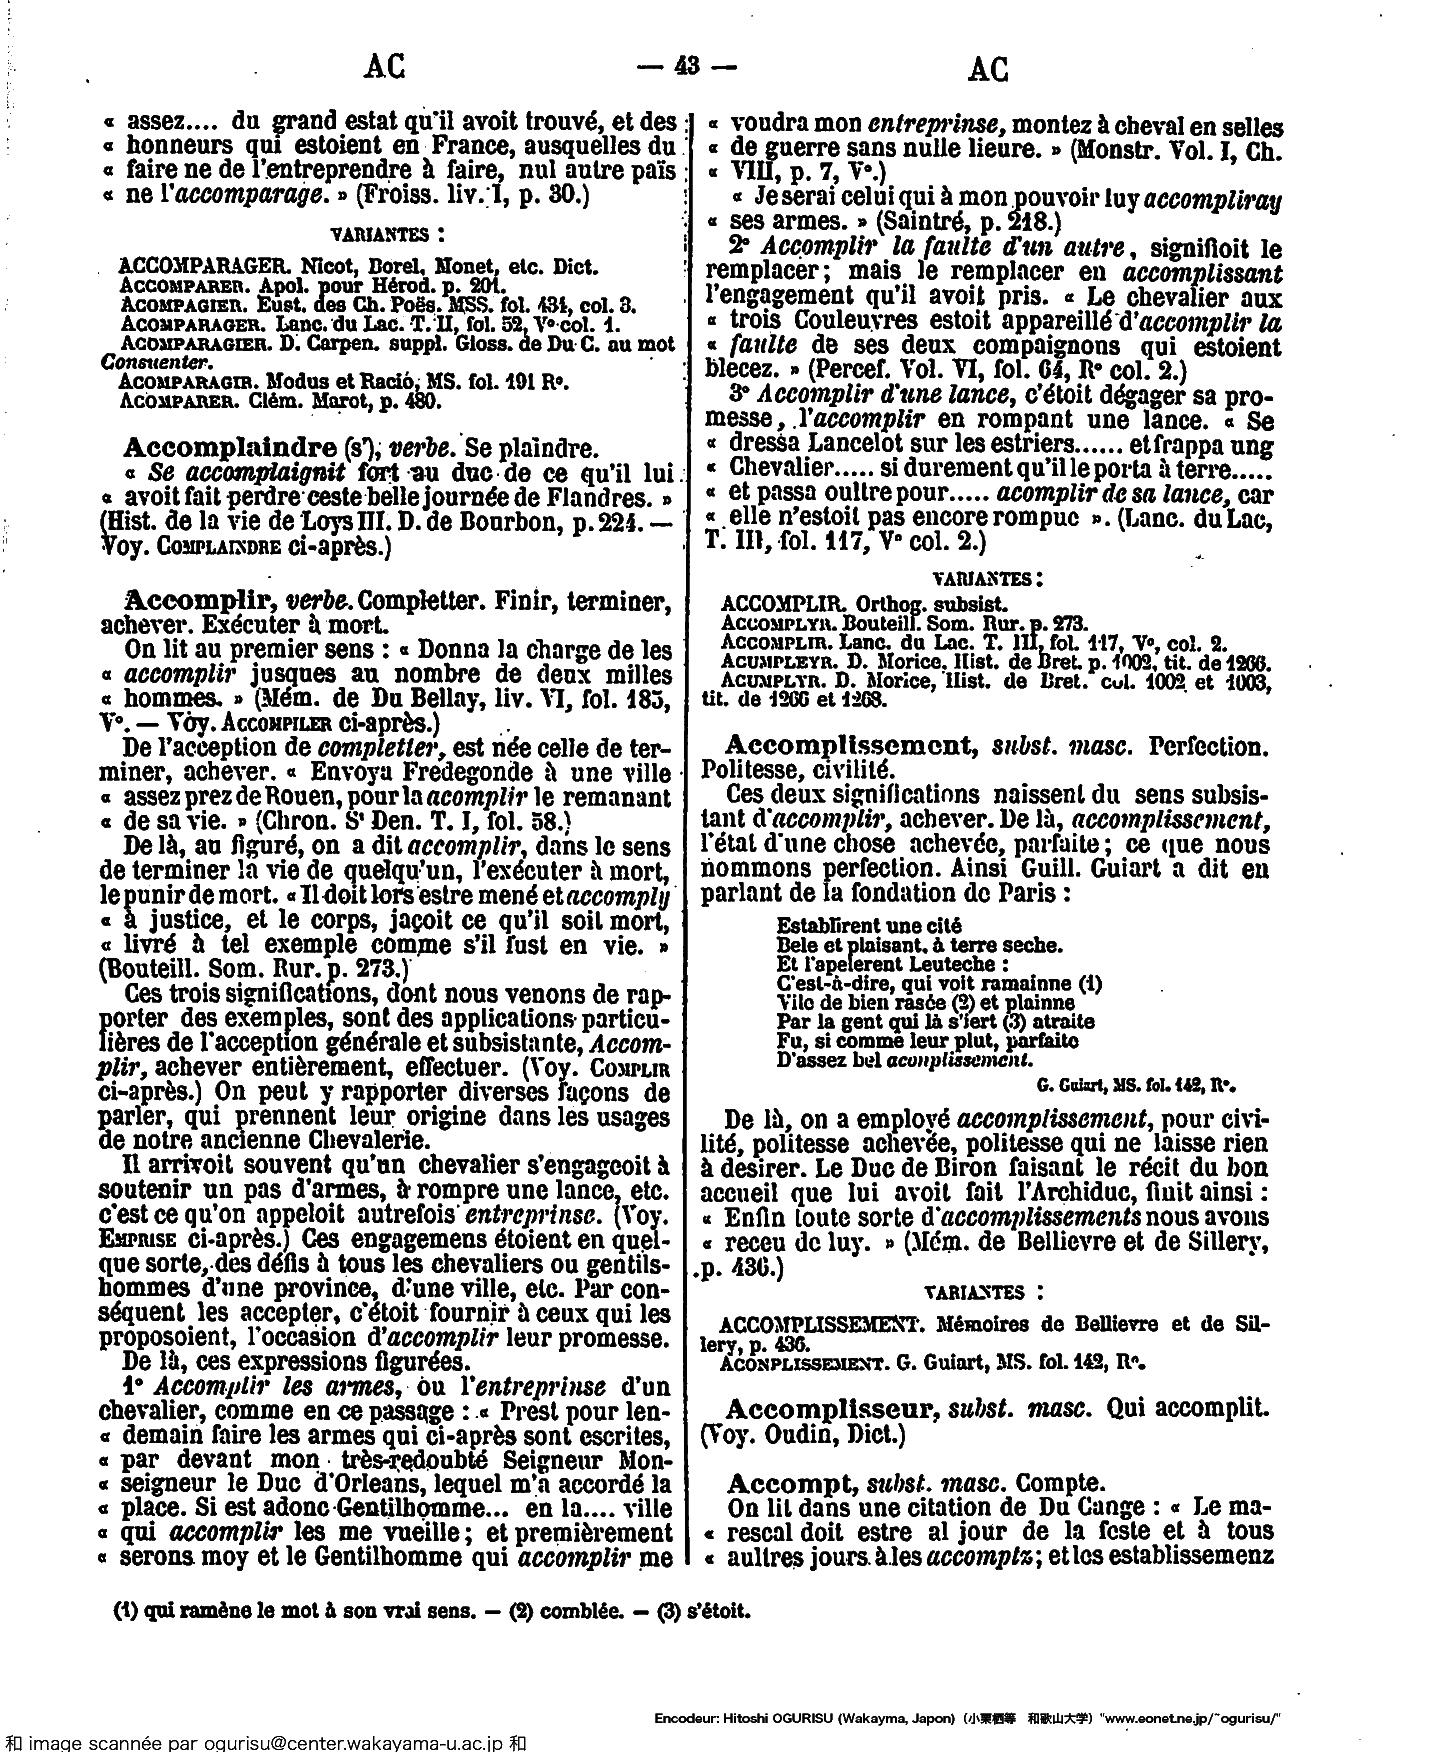 AC — 43 — AC
« assez.... du grand estat qu'il avoit trouvé, et des
« honneurs qui estoient en France, ausquelles du
« faire ne de l'entreprendre à faire, nul autre païs
« ne l'accomparage. » (Froiss. liv. I, p. 30.)
VARIANTES :
ACCOMPARAGER. Nicot, Borel, Monet, etc. Dict.
ACCOMPARER. Apol. pour Hérod. p. 201.
ACOMPAGIER. Eust. des Ch. Poës. MSS. fol. 434, col. 3.
ACOMPARAGER. Lanc. du Lac. T. II, fol. 52, V° col. 1.
ACOMPARAGIER. D. Carpen. suppl. Gloss. de Du C. au mot
Consuenter.
ACOMPARAGIR. Modus et Racio, MS. fol. 191 R°.
ACOMPARER. Clém. Marot, p. 480.
Accomplaindre (s'), verbe. Se plaindre.
« Se accomplaignit fort au duc de ce qu'il lui
« avoit fait perdre ceste belle journée de Flandres. »
(Hist. de la vie de Loys III. D. de Bourbon, p. 224. —
Voy. COMPLAINDRE ci-après.)
Accomplir, verbe. Completter. Finir, terminer,
achever. Exécuter à mort.
On lit au premier sens : « Donna la charge de les
« accomplir jusques au nombre de deux milles
« hommes. » (Mém. de Du Bellay, liv. VI, fol. 185,
V°. — Voy. ACCOMPILER ci-après.)
De l'acception de completter, est née celle de ter-
miner, achever. « Envoya Fredegonde à une ville
« assez prez de Rouen, pour la acomplir le remanant
« de sa vie. » (Chron. St Den. T. I, fol. 58.)
De là, au figuré, on a dit accomplir, dans le sens
de terminer la vie de quelqu'un, l'exécuter à mort,
le punir de mort. « Il doit lors estre mené et accomply
« à justice, et le corps, jaçoit ce qu'il soit mort,
« livré à tel exemple comme s'il fust en vie. »
(Bouteill. Som. Rur. p. 273.)
Ces trois significations, dont nous venons de rap-
porter des exemples, sont des applications particu-
lières de l'acception générale et subsistante, Accom-
plir, achever entièrement, effectuer. (Voy. COMPLIR
ci-après.) On peut y rapporter diverses façons de
parler, qui prennent leur origine dans les usages
de notre ancienne Chevalerie.
Il arrivoit souvent qu'un chevalier s'engageoit à
soutenir un pas d'armes, à rompre une lance, etc.
c'est ce qu'on appeloit autrefois entreprinse. (Voy.
EMPRISE ci-après.) Ces engagemens étoient en quel-
que sorte, des défis à tous les chevaliers ou gentils-
hommes d'une province, d'une ville, etc. Par con-
séquent les accepter, c'étoit fournir à ceux qui les
proposoient, l'occasion d'accomplir leur promesse.
De là, ces expressions figurées.
1° Accomplir les armes, ou l'entreprinse d'un
chevalier, comme en ce passage : « Prest pour len-
« demain faire les armes qui ci-après sont escrites,
« par devant mon très-redoubté Seigneur Mon-
« seigneur le Duc d'Orleans, lequel m'a accordé la
« place. Si est adonc Gentilhomme... en la.... ville
« qui accomplir les me vueille ; et premièrement
« serons moy et le Gentilhomme qui accomplir me
« voudra mon entreprinse, montez à cheval en selles
« de guerre sans nulle lieure. » (Monstr. Vol. I, Ch.
« VIII, p. 7, V°.)
« Je serai celui qui à mon pouvoir luy accompliray
« ses armes. » (Saintré, p. 218.)
2° Accomplir la faulte d'un autre, signifioit le
remplacer ; mais le remplacer en accomplissant
l'engagement qu'il avoit pris. « Le chevalier aux
« trois Couleuvres estoit appareillé d'accomplir la
« faulte de ses deux compaignons qui estoient
blecez. » (Percef. Vol. VI, fol. 64, R° col. 2.)
3° Accomplir d'une lance, c'étoit dégager sa pro-
messe, l'accomplir en rompant une lance. « Se
« dressa Lancelot sur les estriers...... et frappa ung
« Chevalier..... si durement qu'il le porta à terre.....
« et passa oultre pour..... acomplir de sa lance, car
« elle n'estoit pas encore rompue ». (Lanc. du Lac,
T. III, fol. 117, V° col. 2.)
VARIANTES :
ACCOMPLIR. Orthog. subsist.
ACCOMPLYR. Bouteill. Som. Rur. p. 273.
ACCOMPLIR. Lanc. du Lac. T. III, fol. 117, V°, col. 2.
ACUMPLEYR. D. Morice, Hist. de Bret. p. 1002, tit. de 1266.
ACUMPLYR. D. Morice, Hist. de Bret. col. 1002 et 1003,
tit. de 1266 et 1268.
Accomplissement, subst. masc. Perfection.
Politesse, civilité.
Ces deux significations naissent du sens subsis-
tant d'accomplir, achever. De là, accomplissement,
l'état d'une chose achevée, parfaite ; ce que nous
nommons perfection. Ainsi Guill. Guiart a dit en
parlant de la fondation de Paris :
Establirent une cité
Bele et plaisant, à terre seche.
Et l'apelerent Leuteche :
C'est-à-dire, qui voit ramainne (1)
Vile de bien rasée (2) et plainne
Par la gent qui là s'iert (3) atraite
Fu, si comme leur plut, parfaite
D'assez bel aconplissement.
G. Guiart, MS. fol. 142, R°.
De là, on a employé accomplissement, pour civi-
lité, politesse achevée, politesse qui ne laisse rien
à desirer. Le Duc de Biron faisant le récit du bon
accueil que lui avoit fait l'Archiduc, finit ainsi :
« Enfin toute sorte d'accomplissements nous avons
« receu de luy. » (Mém. de Bellievre et de Sillery,
p. 436.)
VARIANTES :
ACCOMPLISSEMENT. Mémoires de Bellievre et de Sil-
lery, p. 436.
ACONPLISSEMENT. G. Guiart, MS. fol. 142, R°.
Accomplisseur, subst. masc. Qui accomplit.
(Voy. Oudin, Dict.)
Accompt, subst. masc. Compte.
On lit dans une citation de Du Cange : « Le ma-
« rescal doit estre al jour de la feste et à tous
« aultres jours à les accomptz ; et les establissemenz
(1) qui ramène le mot à son vrai sens. — (2) comblée. — (3) s'étoit.
Encodeur: Hitoshi OGURISU (Wakayma, Japon) (小栗栖等 和歌山大学) "www.eonet.ne.jp/~ogurisu/"
和 image scannée par ogurisu@center.wakayama-u.ac.jp 和